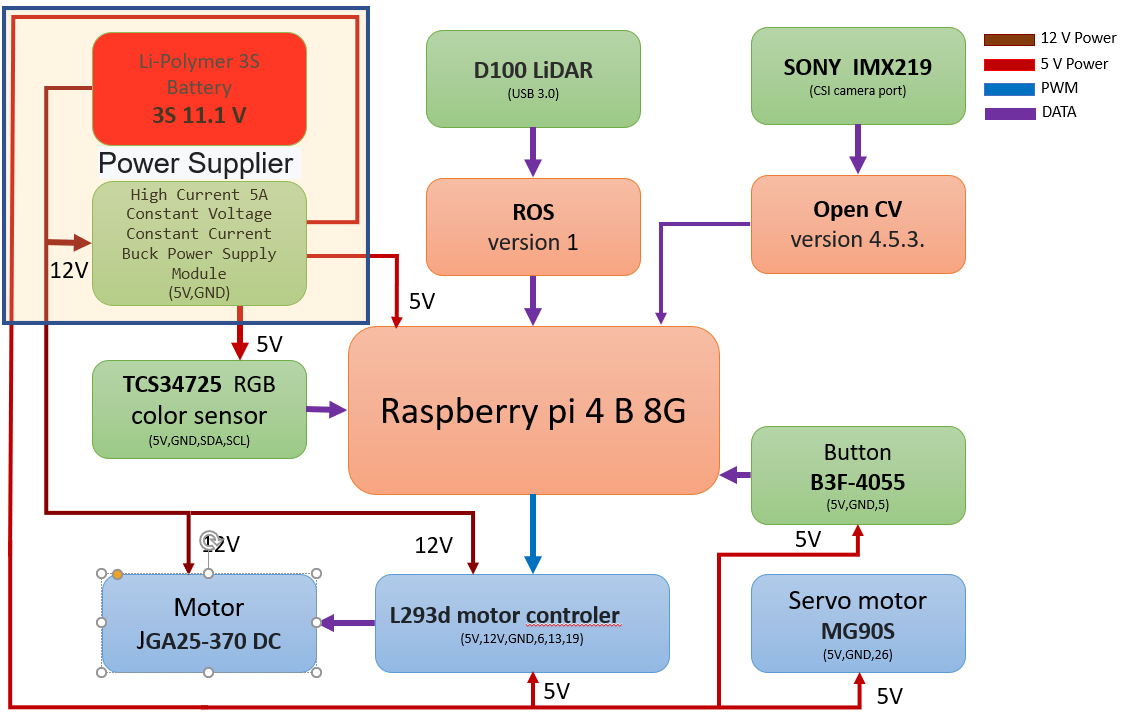 Li-Polymer 3S
Battery
3S 11.1 V
Power Supplier
High Current 5A
Constant Voltage
Constant Current
Buck Power Supply
Module
(5V,GND)
12V
5V
5V
D100 LiDAR
(USB 3.0)
ROS
version 1
SONY IMX219
(CSI camera port)
Open CV
version 4.5.3.
12 V Power
5 V Power
PWM
DATA
TCS34725 RGB
color sensor
(5V,GND,SDA,SCL)
Raspberry pi 4 B 8G
Button
B3F-4055
(5V,GND,5)
5V
12V
12V
Motor
JGA25-370 DC
L293d motor controler
(5V,12V,GND,6,13,19)
5V
Servo motor
MG90S
(5V,GND,26)
5V